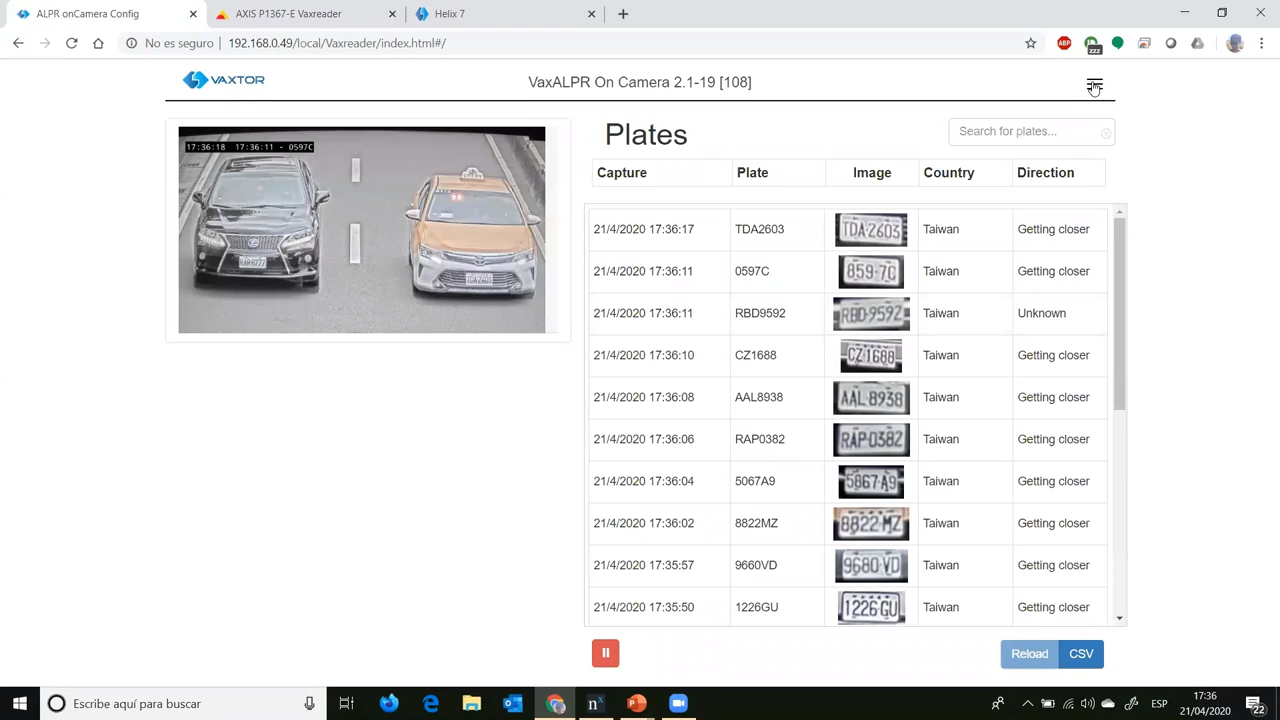 ALPR onCamera Config
AXIS P1367-E Vaxreader
Helix 7
No es seguro 192.168.0.49/local/Vaxreader/index.html#/
ABP
zzz
VAXTOR
VaxALPR On Camera 2.1-19 [108]
17:36:18 17:36:11 - 0597C
Plates
Search for plates...
Capture Plate Image Country Direction
21/4/2020 17:36:17 TDA2603 TDA-2603 Taiwan Getting closer
21/4/2020 17:36:11 0597C 859-7C Taiwan Getting closer
21/4/2020 17:36:11 RBD9592 RBD-9592 Taiwan Unknown
21/4/2020 17:36:10 CZ1688 CZ1688 Taiwan Getting closer
21/4/2020 17:36:08 AAL8938 AAL-8938 Taiwan Getting closer
21/4/2020 17:36:06 RAP0382 RAP-0382 Taiwan Getting closer
21/4/2020 17:36:04 5067A9 5867-A9 Taiwan Getting closer
21/4/2020 17:36:02 8822MZ 8822-MZ Taiwan Getting closer
21/4/2020 17:35:57 9660VD 9680-VD Taiwan Getting closer
21/4/2020 17:35:50 1226GU 1226-GU Taiwan Getting closer
Reload CSV
Escribe aquí para buscar
ESP
17:36
21/04/2020
22